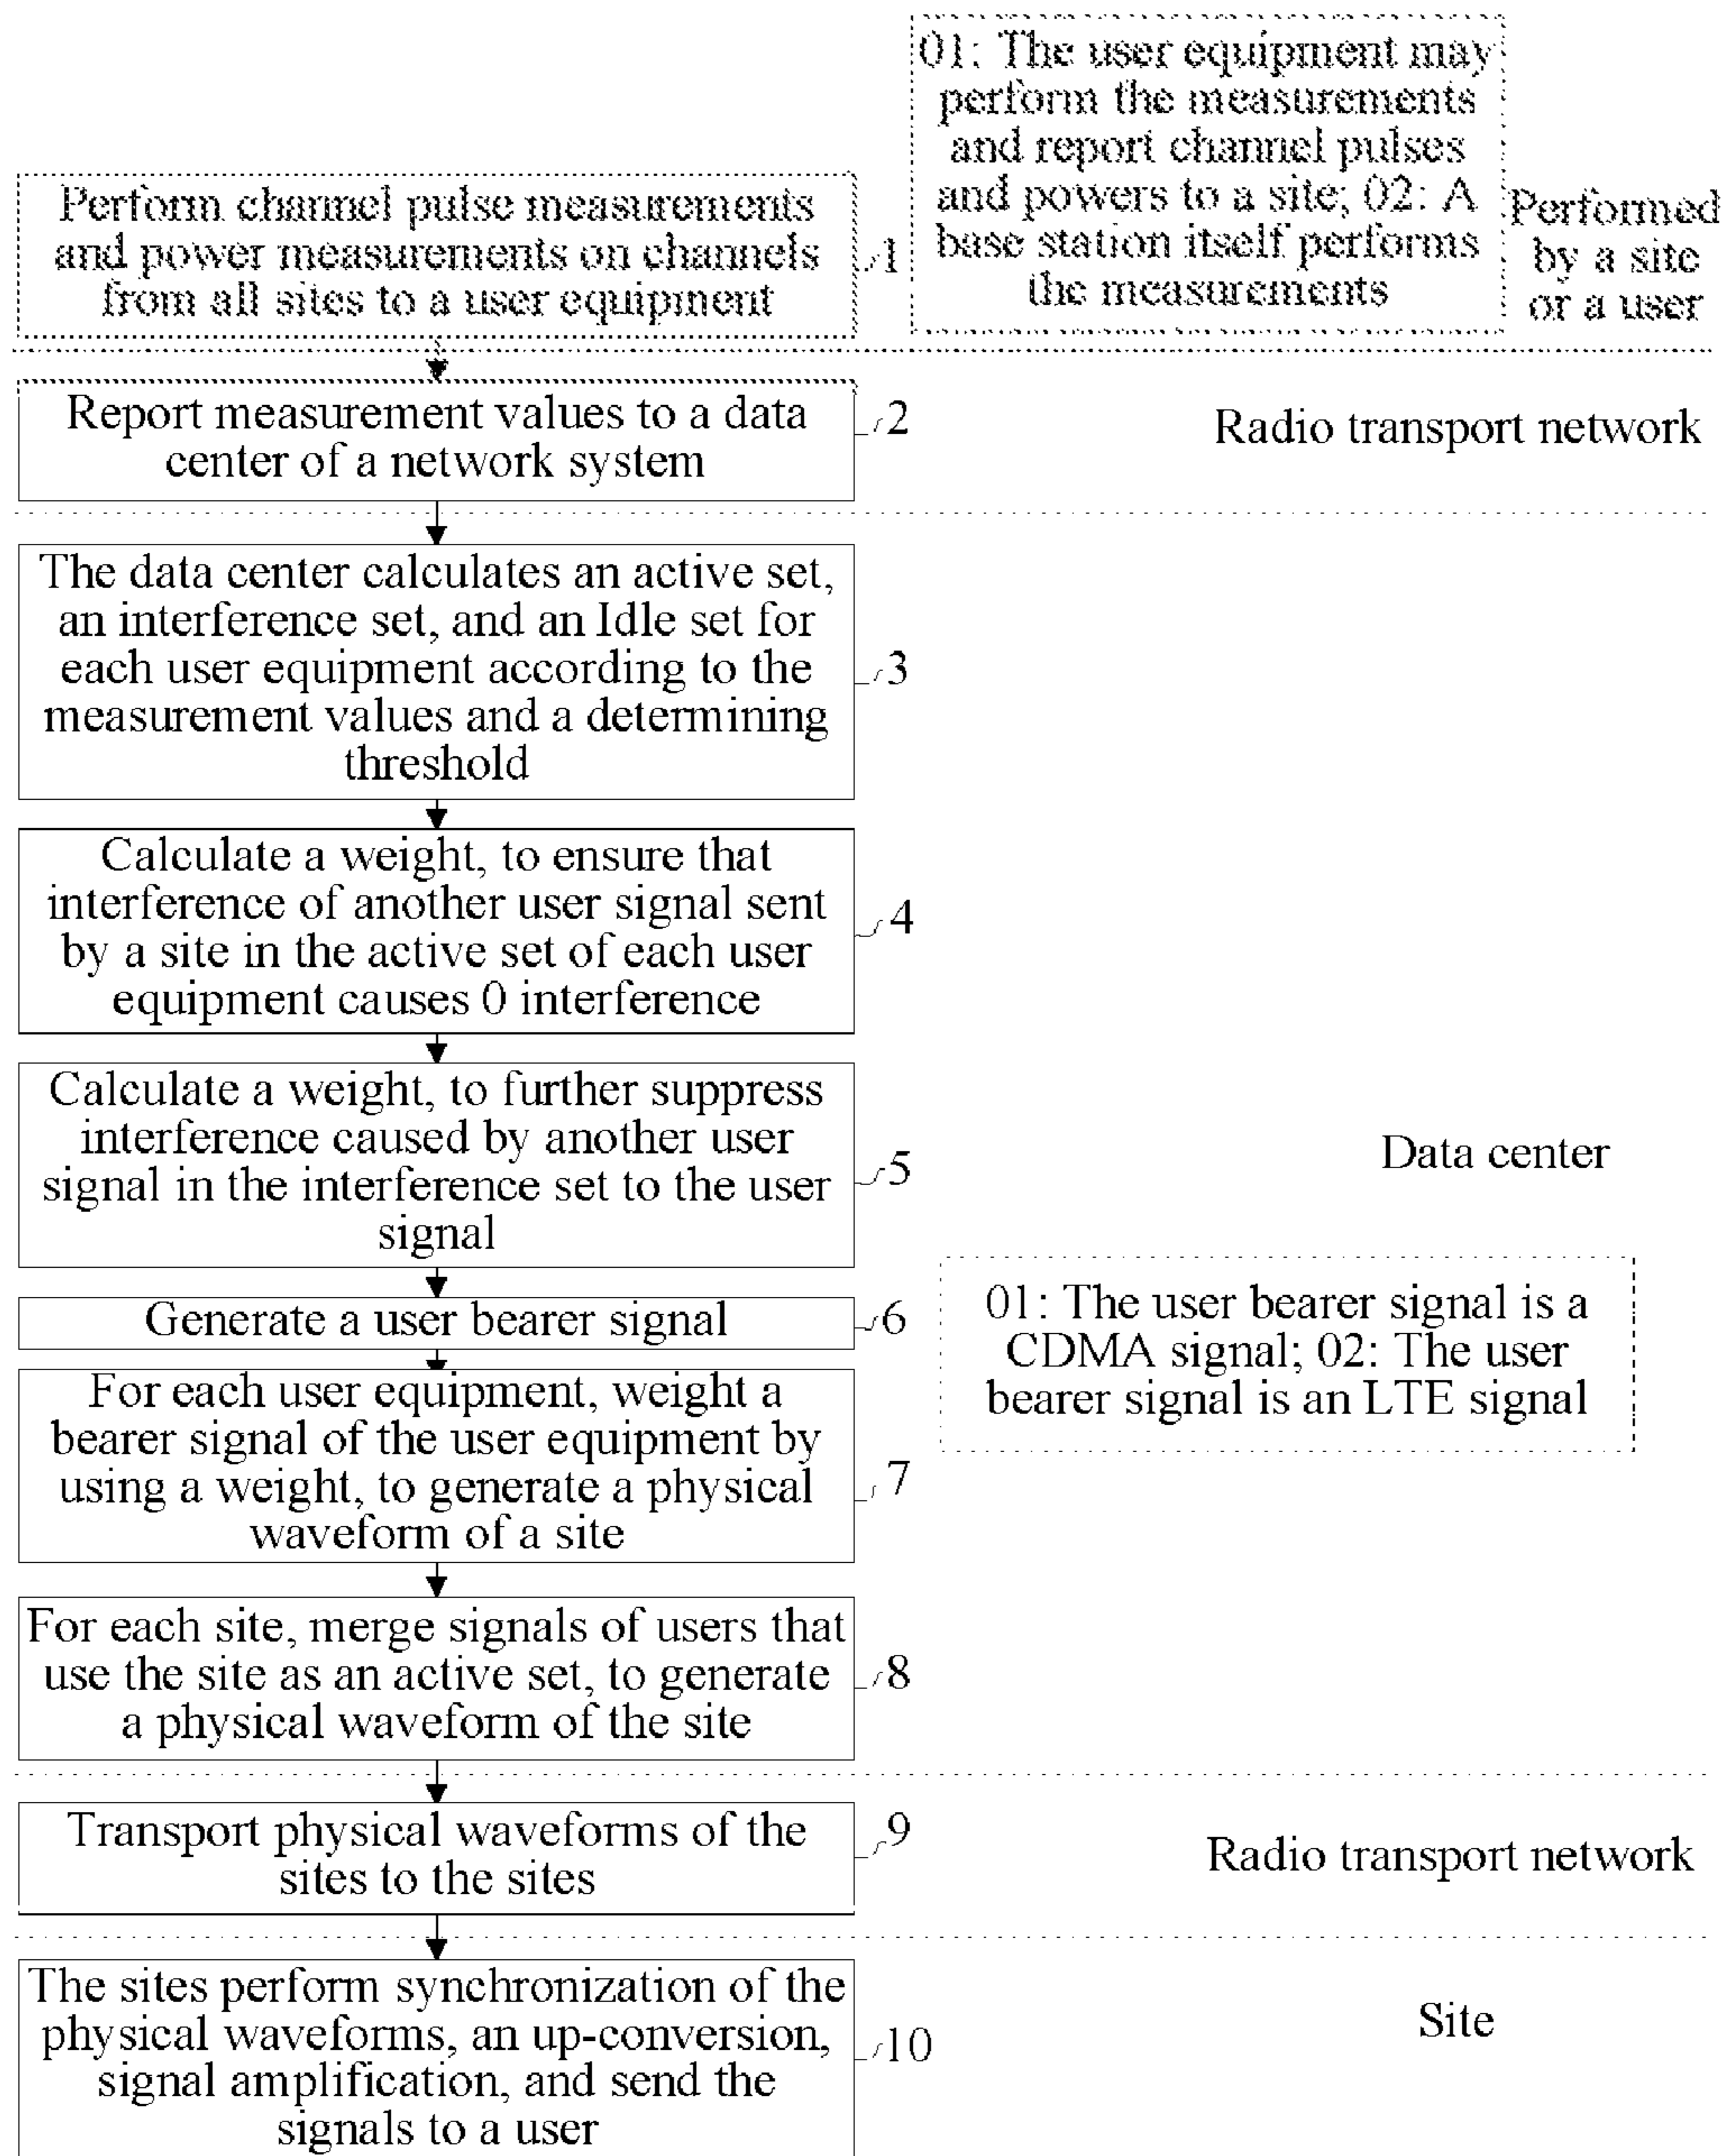 01: The user equipment may
perform the measurements
and report channel pulses
and powers to a site; 02: A
base station itself performs
the measurements
Performed
by a site
or a user
Perform channel pulse measurements
and power measurements on channels
from all sites to a user equipment
1
Report measurement values to a data
center of a network system
2
Radio transport network
The data center calculates an active set,
an interference set, and an Idle set for
each user equipment according to the
measurement values and a determining
threshold
3
Calculate a weight, to ensure that
interference of another user signal sent
by a site in the active set of each user
equipment causes 0 interference
4
Calculate a weight, to further suppress
interference caused by another user
signal in the interference set to the user
signal
5
Data center
Generate a user bearer signal
6
01: The user bearer signal is a
CDMA signal; 02: The user
bearer signal is an LTE signal
For each user equipment, weight a
bearer signal of the user equipment by
using a weight, to generate a physical
waveform of a site
7
For each site, merge signals of users that
use the site as an active set, to generate
a physical waveform of the site
8
Transport physical waveforms of the
sites to the sites
9
Radio transport network
The sites perform synchronization of the
physical waveforms, an up-conversion,
signal amplification, and send the
signals to a user
10
Site